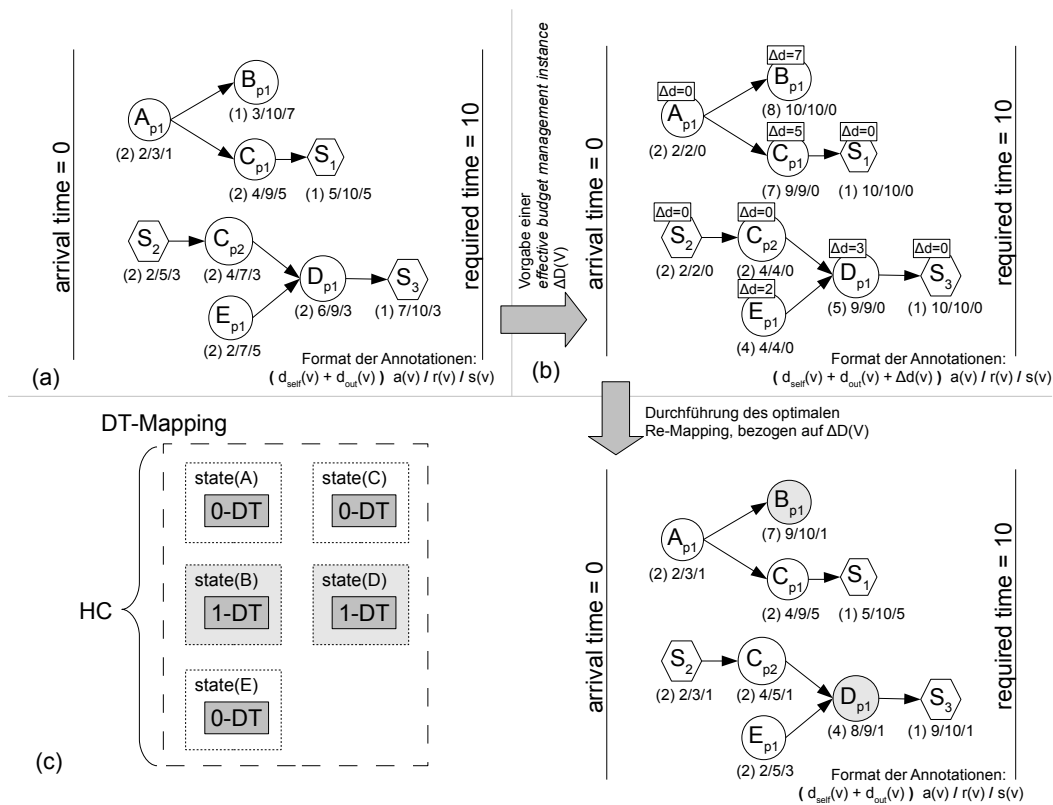 arrival time = 0
A p1
(2) 2/3/1
B p1
(1) 3/10/7
C p1
(2) 4/9/5
S 1
(1) 5/10/5
S 2
(2) 2/5/3
C p2
(2) 4/7/3
D p1
(2) 6/9/3
S 3
(1) 7/10/3
E p1
(2) 2/7/5
required time = 10
(a)
Format der Annotationen:
( d self (v) + d out (v) ) a(v) / r(v) / s(v)
Vorgabe einer
effective budget management instance
ΔD(V)
arrival time = 0
Δd=0
A p1
(2) 2/2/0
Δd=7
B p1
(8) 10/10/0
Δd=5
C p1
(7) 9/9/0
Δd=0
S 1
(1) 10/10/0
Δd=0
S 2
(2) 2/2/0
Δd=0
C p2
(2) 4/4/0
Δd=3
D p1
(5) 9/9/0
Δd=0
S 3
(1) 10/10/0
Δd=2
E p1
(4) 4/4/0
required time = 10
(b)
Format der Annotationen:
( d self (v) + d out (v) + Δd(v) ) a(v) / r(v) / s(v)
Durchführung des optimalen
Re-Mapping, bezogen auf ΔD(V)
DT-Mapping
HC
state(A)
0-DT
state(C)
0-DT
state(B)
1-DT
state(D)
1-DT
state(E)
0-DT
(c)
arrival time = 0
A p1
(2) 2/3/1
B p1
(7) 9/10/1
C p1
(2) 4/9/5
S 1
(1) 5/10/5
S 2
(2) 2/3/1
C p2
(2) 4/5/1
D p1
(4) 8/9/1
S 3
(1) 9/10/1
E p1
(2) 2/5/3
required time = 10
Format der Annotationen:
( d self (v) + d out (v) ) a(v) / r(v) / s(v)